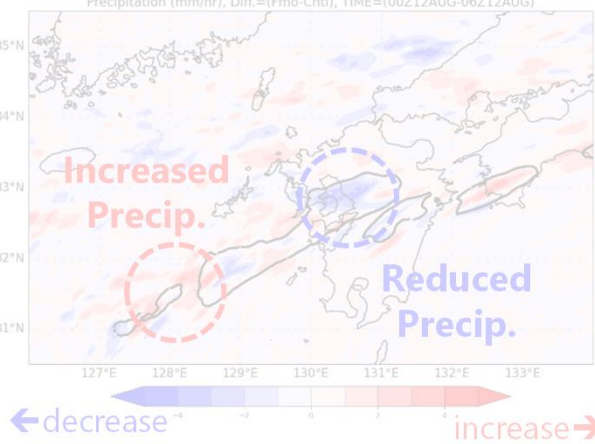 Precipitation (mm/hr), Diff.=(Fmo-Cntl), TIME=(00Z12AUG-06Z12AUG)
35°N
34°N
33°N
32°N
31°N
Increased
Precip.
Reduced
Precip.
127°E 128°E 129°E 130°E 131°E 132°E 133°E
-4 -2 0 2 4
←decrease
increase→